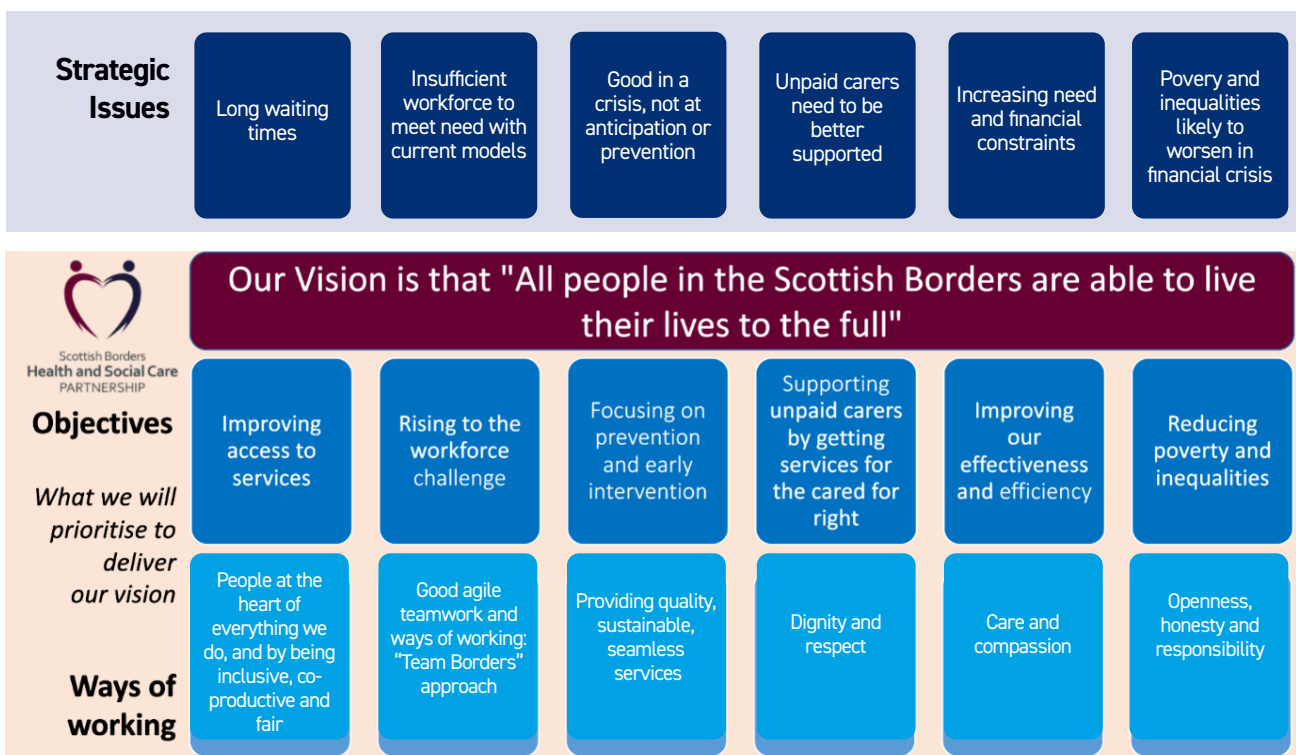 Strategic
Issues
Long waiting
times
Insufficient
workforce to
meet need with
current models
Good in a
crisis, not at
anticipation or
prevention
Unpaid carers
need to be
better
supported
Increasing need
and financial
constraints
Povery and
inequalities
likely to
worsen in
financial crisis
Scottish Borders
Health and Social Care
PARTNERSHIP
Our Vision is that "All people in the Scottish Borders are able to live
their lives to the full"
Objectives
What we will
prioritise to
deliver
our vision
Improving
access to
services
Rising to the
workforce
challenge
Focusing on
prevention
and early
intervention
Supporting
unpaid carers
by getting
services for
the cared for
right
Improving
our
effectiveness
and efficiency
Reducing
poverty and
inequalities
Ways of
working
People at the
heart of
everything we
do, and by being
inclusive, co-
productive and
fair
Good agile
teamwork and
ways of working:
“Team Borders”
approach
Providing quality,
sustainable,
seamless
services
Dignity and
respect
Care and
compassion
Openness,
honesty and
responsibility